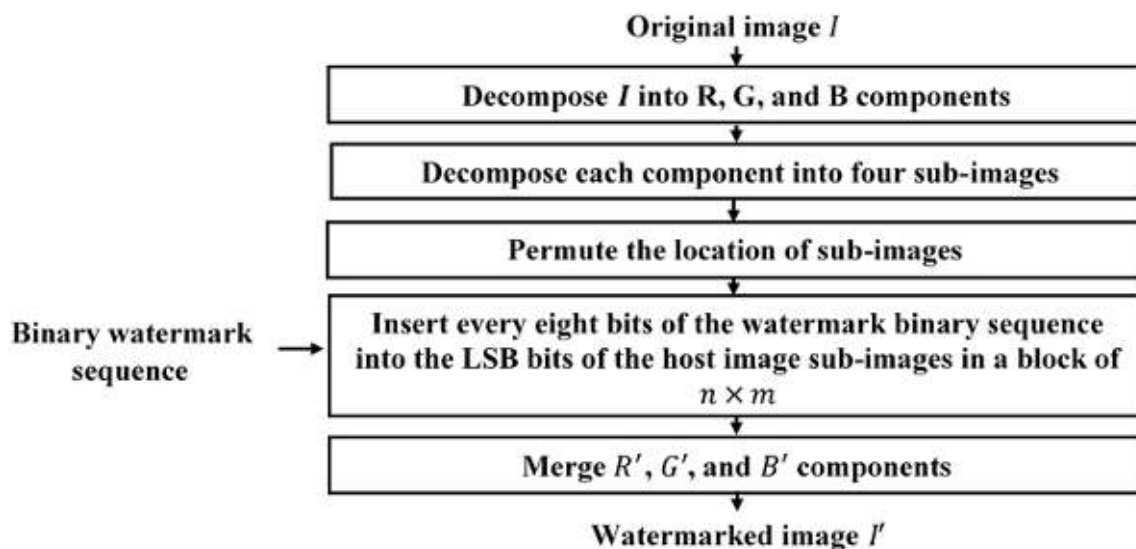 Original image I
Decompose I into R, G, and B components
Decompose each component into four sub-images
Permute the location of sub-images
Binary watermark
sequence
Insert every eight bits of the watermark binary sequence
into the LSB bits of the host image sub-images in a block of
n × m
Merge R′, G′, and B′ components
Watermarked image I′